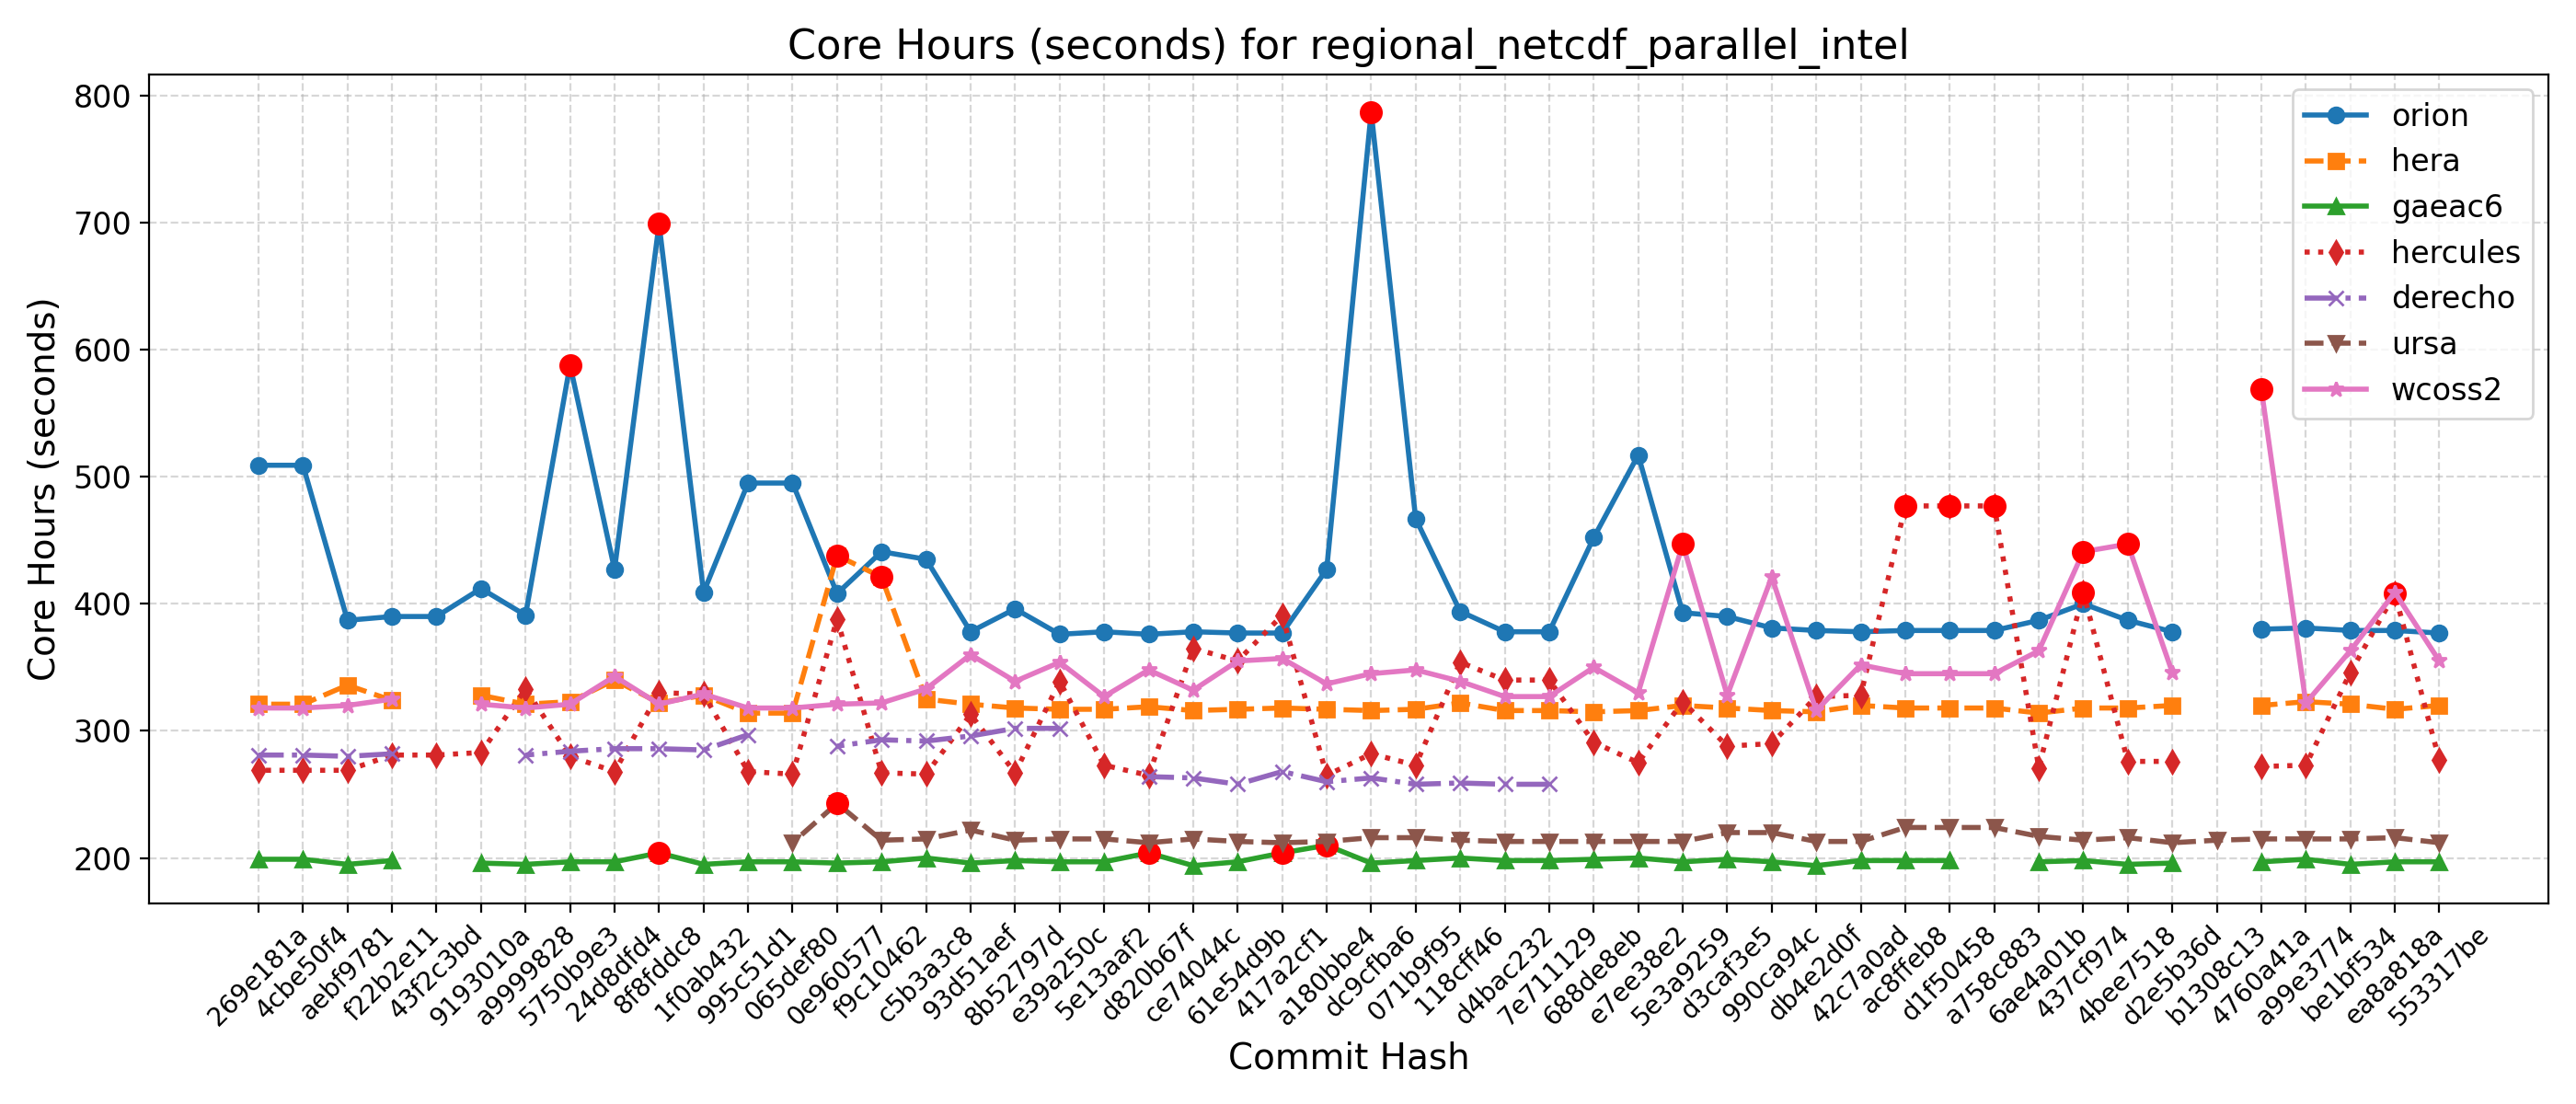 Core Hours (seconds) for regional_netcdf_parallel_intel
Core Hours (seconds)
800
700
600
500
400
300
200
orion
hera
gaeac6
hercules
derecho
ursa
wcoss2
269e181a
4cbe50f4
aebf9781
f22b2e11
43f2c3bd
9193010a
a9999828
5750b9e3
24d8dfd4
8f8fddc8
1f0ab432
995c51d1
065def80
0e960577
f9c10462
c5b3a3c8
93d51aef
8b52797d
e39a250c
5e13aaf2
d820b67f
ce74044c
61e54d9b
417a2cf1
a180bbe4
dc9cfba6
071b9f95
118cff46
d4bac232
7e711129
688de8eb
e7ee38e2
5e3a9259
d3caf3e5
990ca94c
db4e2d0f
42c7a0ad
ac8ffeb8
d1f50458
a758c883
6ae4a01b
437cf974
4bee7518
d2e5b36d
b1308c13
4760a41a
a99e3774
be1bf534
ea8a818a
553317be
Commit Hash